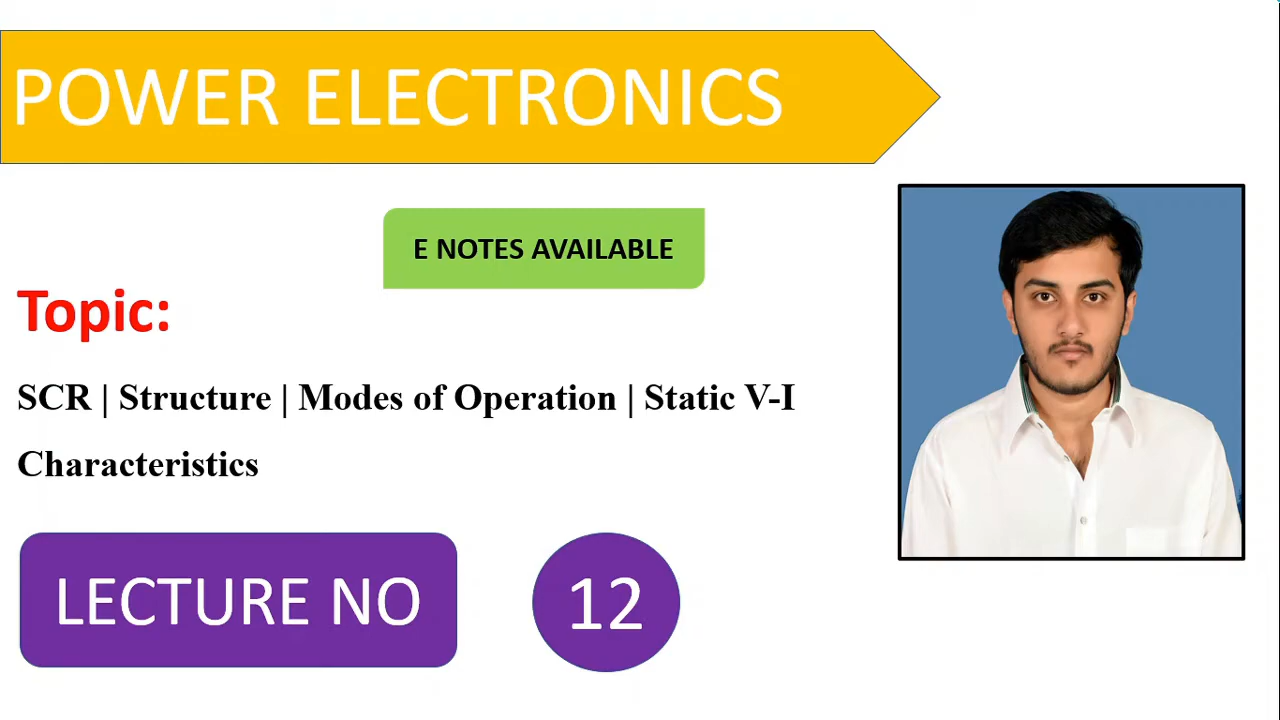 POWER ELECTRONICS
E NOTES AVAILABLE
Topic:
SCR | Structure | Modes of Operation | Static V-I
Characteristics
LECTURE NO
12